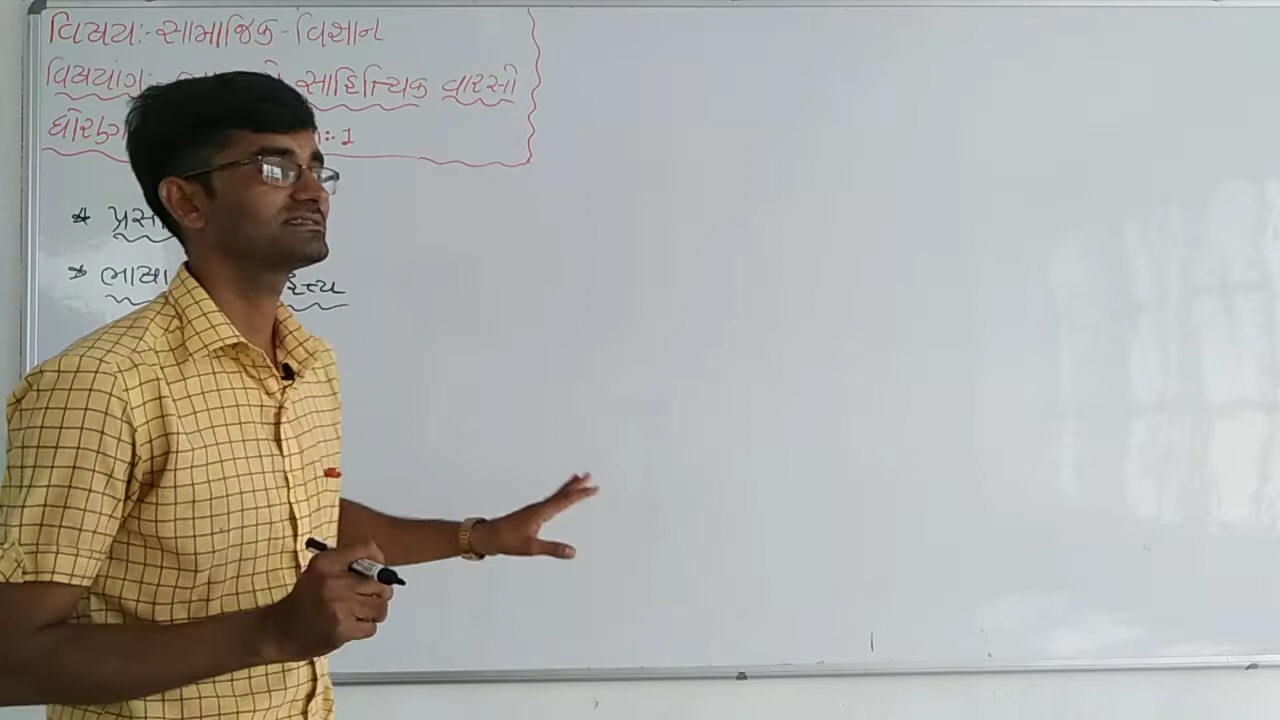 વિષય:-સામાજિક-વિજ્ઞાન
વિષયાંગ:- સાહિત્યિક વારસો
ધોરણ :-1
* પ્રસા
* ભાષા હિત્ય